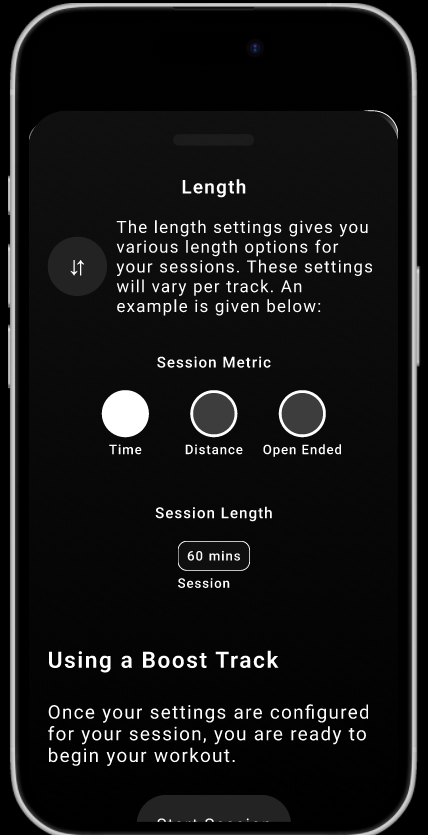 Length
The length settings gives you
various length options for
your sessions. These settings
will vary per track. An
example is given below:
Session Metric
Time Distance Open Ended
Session Length
60 mins
Session
Using a Boost Track
Once your settings are configured
for your session, you are ready to
begin your workout.
Start Session